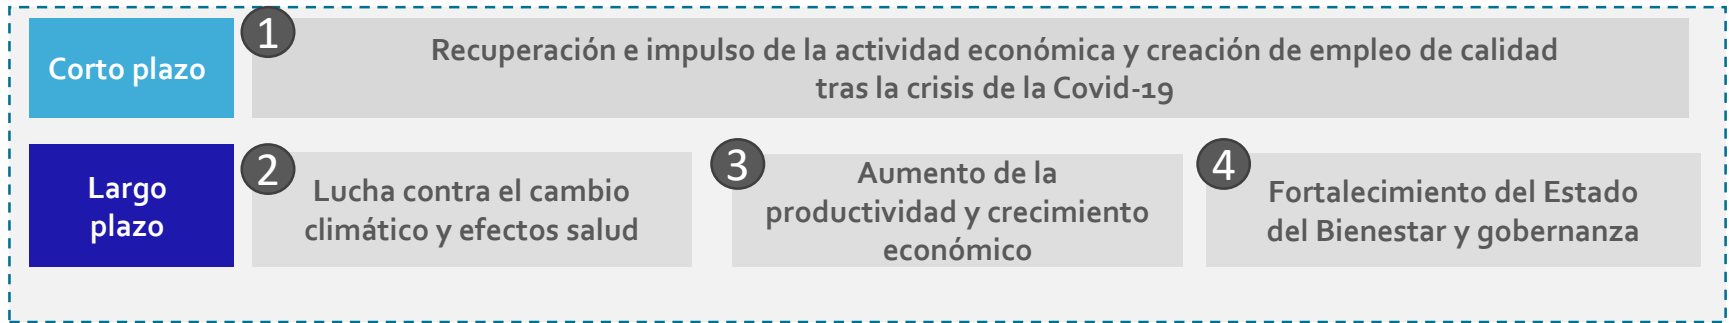 1
Corto plazo
Recuperación e impulso de la actividad económica y creación de empleo de calidad
tras la crisis de la Covid-19
Largo
plazo
2
Lucha contra el cambio
climático y efectos salud
3
Aumento de la
productividad y crecimiento
económico
4
Fortalecimiento del Estado
del Bienestar y gobernanza